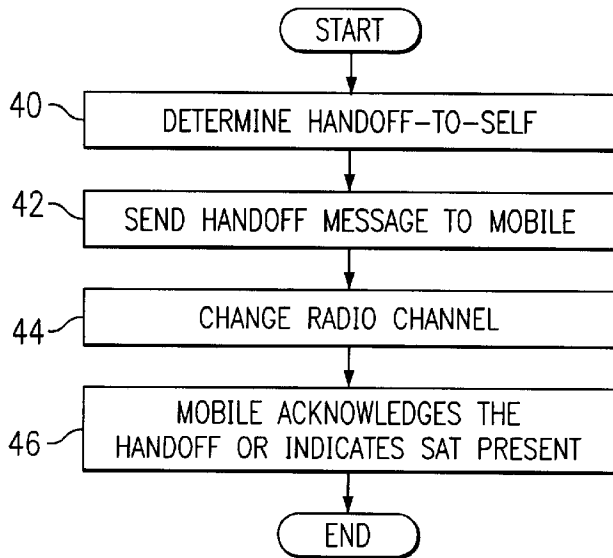 START
40
DETERMINE HANDOFF-TO-SELF
42
SEND HANDOFF MESSAGE TO MOBILE
44
CHANGE RADIO CHANNEL
46
MOBILE ACKNOWLEDGES THE
HANDOFF OR INDICATES SAT PRESENT
END